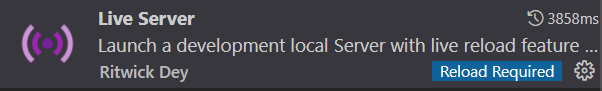 Live Server 3858ms
Launch a development local Server with live reload feature ...
Ritwick Dey Reload Required